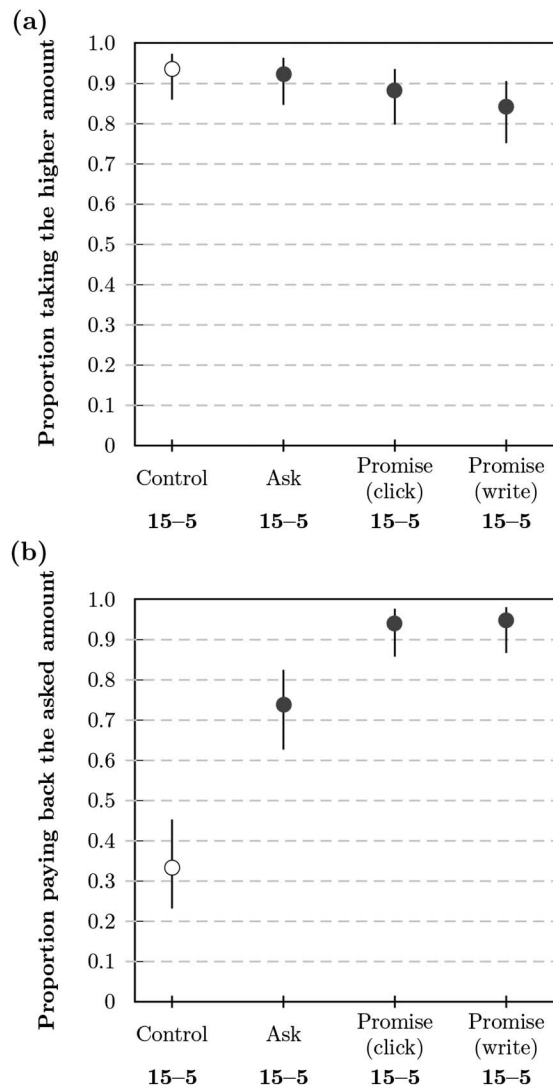 (a)
Proportion taking the higher amount
1.0
0.9
0.8
0.7
0.6
0.5
0.4
0.3
0.2
0.1
0
Control Ask Promise Promise
(click) (write)
15–5 15–5 15–5 15–5
(b)
Proportion paying back the asked amount
1.0
0.9
0.8
0.7
0.6
0.5
0.4
0.3
0.2
0.1
0
Control Ask Promise Promise
(click) (write)
15–5 15–5 15–5 15–5